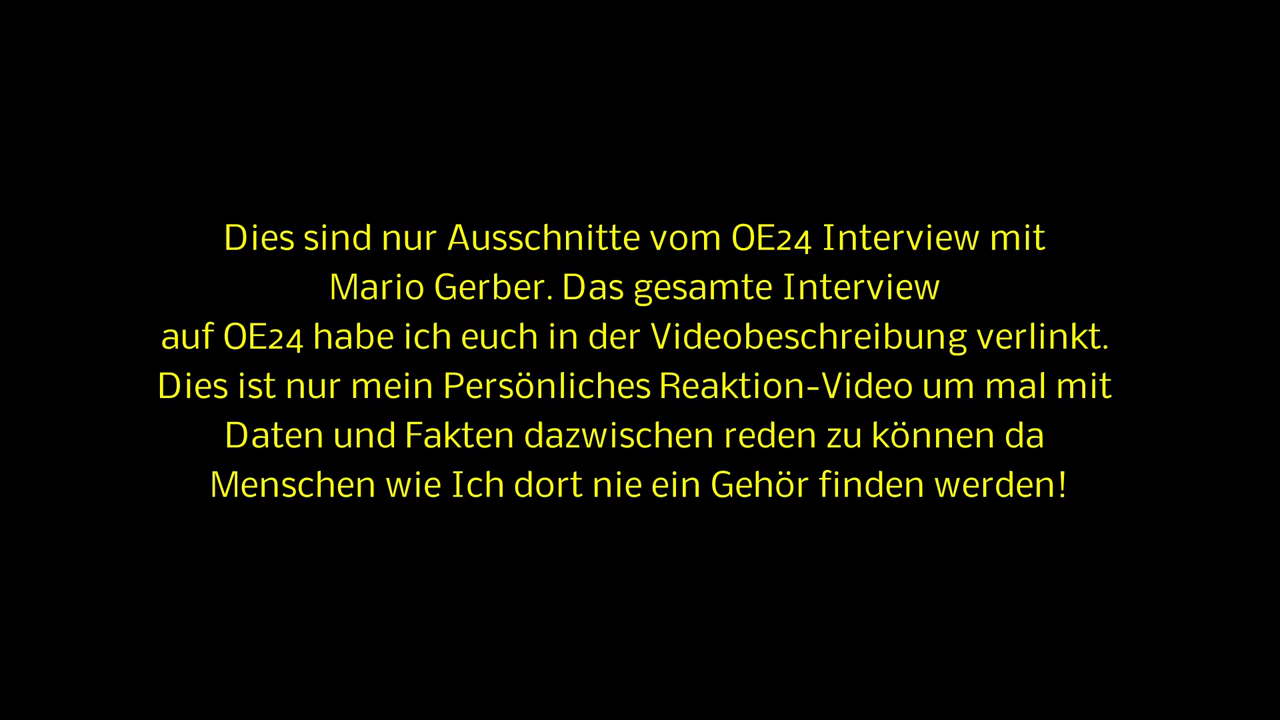 Dies sind nur Ausschnitte vom OE24 Interview mit
Mario Gerber. Das gesamte Interview
auf OE24 habe ich euch in der Videobeschreibung verlinkt.
Dies ist nur mein Persönliches Reaktion-Video um mal mit
Daten und Fakten dazwischen reden zu können da
Menschen wie Ich dort nie ein Gehör finden werden!